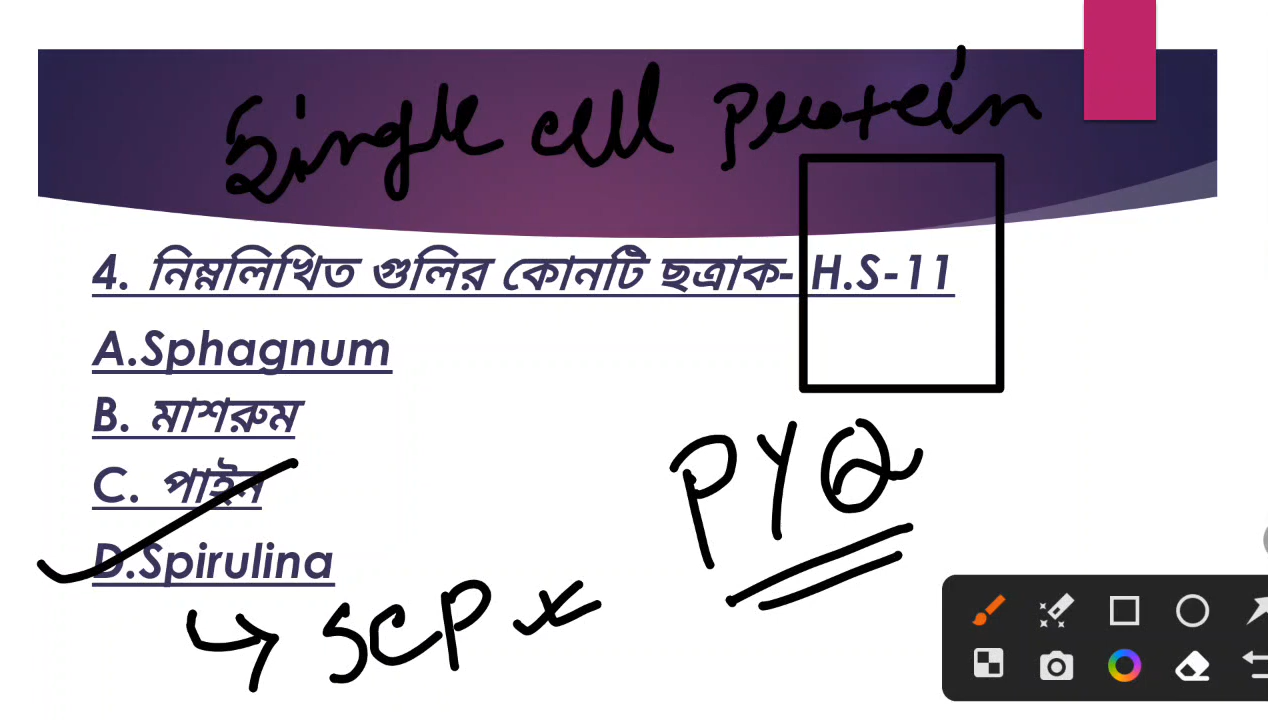 Single cell protein
4. নিম্নলিখিত গুলির কোনটি ছত্রাক- H.S-11
A.Sphagnum
B. মাশরুম
C. পাইন
D.Spirulina
PYQ
SCP